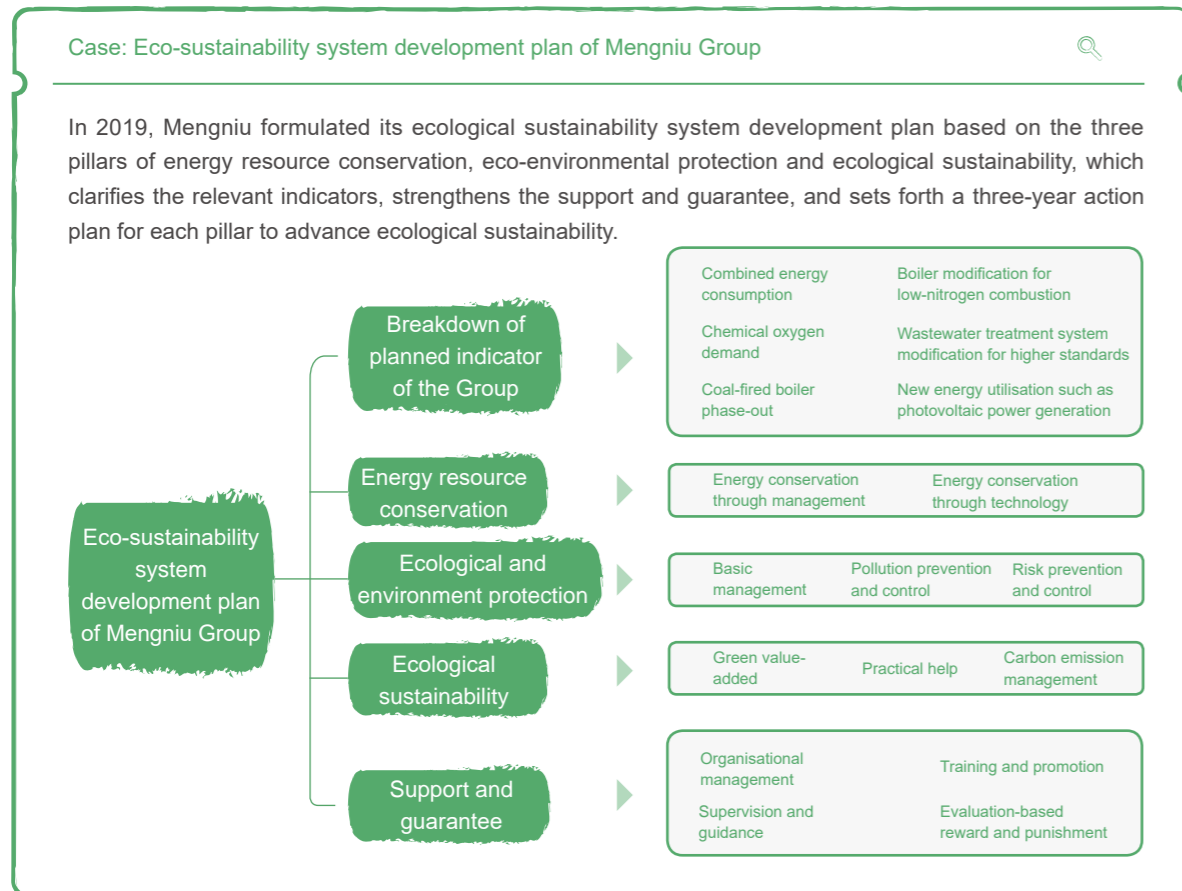 Case: Eco-sustainability system development plan of Mengniu Group
In 2019, Mengniu formulated its ecological sustainability system development plan based on the three
pillars of energy resource conservation, eco-environmental protection and ecological sustainability, which
clarifies the relevant indicators, strengthens the support and guarantee, and sets forth a three-year action
plan for each pillar to advance ecological sustainability.
Eco-sustainability
system
development plan
of Mengniu Group
Breakdown of
planned indicator
of the Group
Combined energy
consumption
Boiler modification for
low-nitrogen combustion
Chemical oxygen
demand
Wastewater treatment system
modification for higher standards
Coal-fired boiler
phase-out
New energy utilisation such as
photovoltaic power generation
Energy resource
conservation
Energy conservation
through management
Energy conservation
through technology
Ecological and
environment protection
Basic
management
Pollution prevention
and control
Risk prevention
and control
Ecological
sustainability
Green value-
added
Practical help
Carbon emission
management
Support and
guarantee
Organisational
management
Training and promotion
Supervision and
guidance
Evaluation-based
reward and punishment